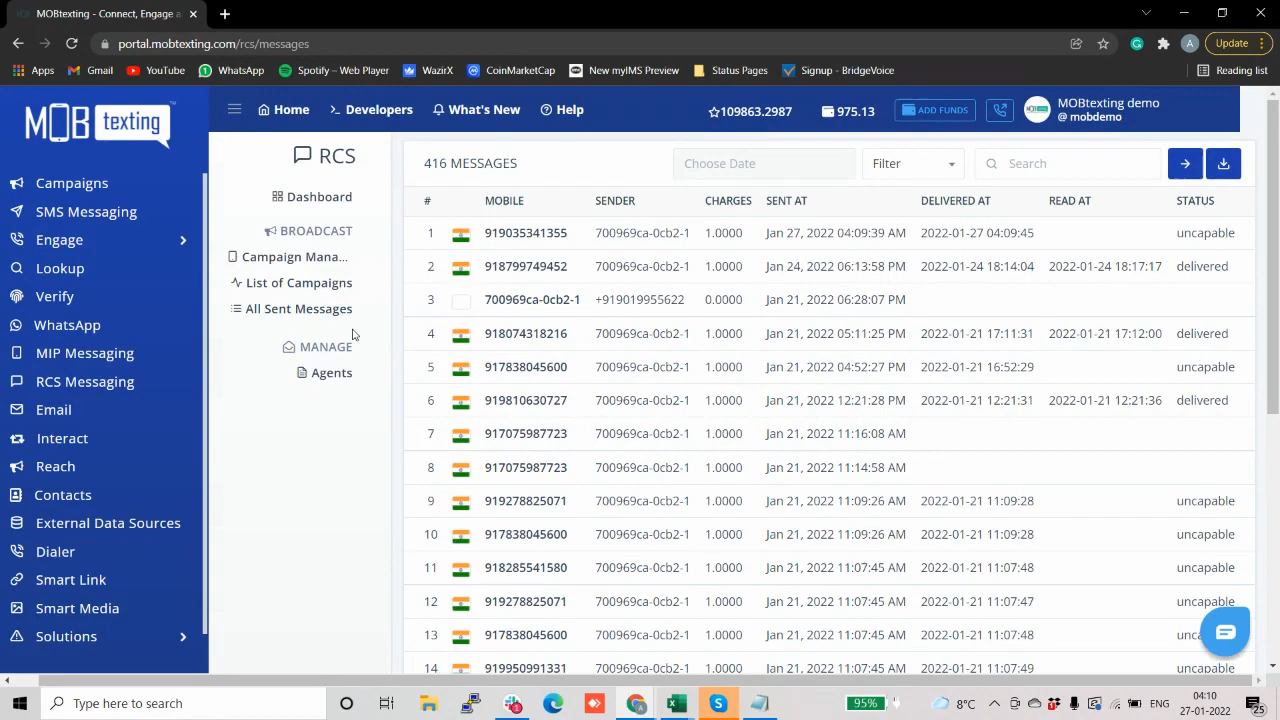 MOBtexting - Connect, Engage a
portal.mobtexting.com/rcs/messages
A
Update
Apps
Gmail
YouTube
WhatsApp
Spotify – Web Player
WazirX
CoinMarketCap
New myIMS Preview
Status Pages
Signup - BridgeVoice
Reading list
MOB texting
Home
Developers
What's New
Help
109863.2987
975.13
ADD FUNDS
MOBtexting demo
@ mobdemo
Campaigns
SMS Messaging
Engage
Lookup
Verify
WhatsApp
MIP Messaging
RCS Messaging
Email
Interact
Reach
Contacts
External Data Sources
Dialer
Smart Link
Smart Media
Solutions
RCS
Dashboard
BROADCAST
Campaign Mana...
List of Campaigns
All Sent Messages
MANAGE
Agents
416 MESSAGES
Choose Date
Filter
Search
# MOBILE SENDER CHARGES SENT AT DELIVERED AT READ AT STATUS
1 919035341355 700969ca-0cb2-1 1.0000 Jan 27, 2022 04:09:39 AM 2022-01-27 04:09:45 uncapable
2 918799749452 700969ca-0cb2-1 1.0000 Jan 24, 2022 06:13:58 PM 2022-01-24 18:14:04 2022-01-24 18:17:17 delivered
3 700969ca-0cb2-1 +919019955622 0.0000 Jan 21, 2022 06:28:07 PM
4 918074318216 700969ca-0cb2-1 1.0000 Jan 21, 2022 05:11:25 PM 2022-01-21 17:11:31 2022-01-21 17:12:00 delivered
5 917838045600 700969ca-0cb2-1 1.0000 Jan 21, 2022 04:52:27 PM 2022-01-21 16:52:29 uncapable
6 919810630727 700969ca-0cb2-1 1.0000 Jan 21, 2022 12:21:28 PM 2022-01-21 12:21:31 2022-01-21 12:21:36 delivered
7 917075987723 700969ca-0cb2-1 1.0000 Jan 21, 2022 11:16:08 AM
8 917075987723 700969ca-0cb2-1 1.0000 Jan 21, 2022 11:14:58 AM
9 919278825071 700969ca-0cb2-1 1.0000 Jan 21, 2022 11:09:26 AM 2022-01-21 11:09:28 uncapable
10 917838045600 700969ca-0cb2-1 1.0000 Jan 21, 2022 11:09:26 AM 2022-01-21 11:09:28 uncapable
11 918285541580 700969ca-0cb2-1 1.0000 Jan 21, 2022 11:07:45 AM 2022-01-21 11:07:48 uncapable
12 919278825071 700969ca-0cb2-1 1.0000 Jan 21, 2022 11:07:45 AM 2022-01-21 11:07:47 uncapable
13 917838045600 700969ca-0cb2-1 1.0000 Jan 21, 2022 11:07:45 AM 2022-01-21 11:07:48 unca
14 919950991331 700969ca-0cb2-1 1.0000 Jan 21, 2022 11:07:45 AM 2022-01-21 11:07:49 uncapable
Type here to search
95%
8°C
ENG
04:10
27-01-2022
25